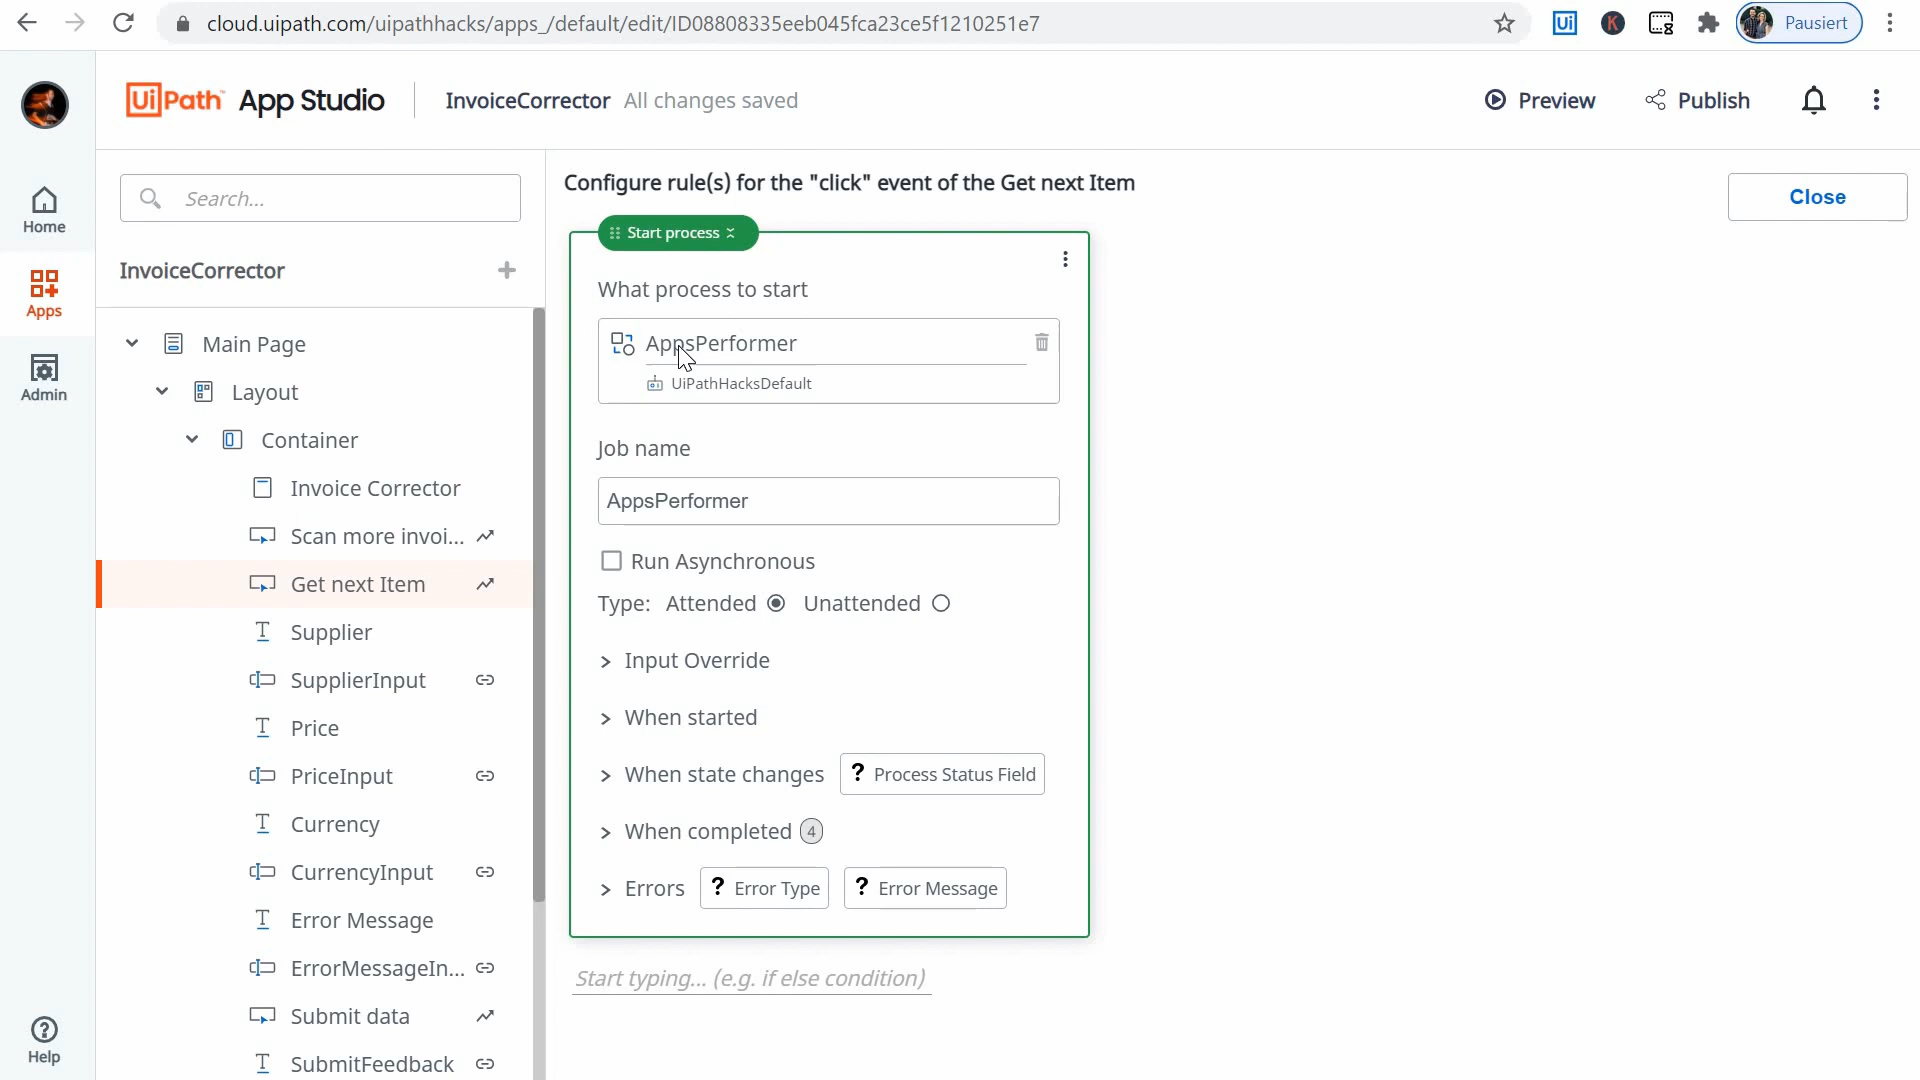 cloud.uipath.com/uipathhacks/apps_/default/edit/ID08808335eeb045fca23ce5f1210251e7
Ui
K
Pausiert
UiPath™ App Studio
InvoiceCorrector All changes saved
Preview
Publish
Home
Apps
Admin
Help
Search...
InvoiceCorrector
Main Page
Layout
Container
Invoice Corrector
Scan more invoi...
Get next Item
Supplier
SupplierInput
Price
PriceInput
Currency
CurrencyInput
Error Message
ErrorMessageIn...
Submit data
SubmitFeedback
Configure rule(s) for the "click" event of the Get next Item
Close
Start process
What process to start
AppsPerformer
UiPathHacksDefault
Job name
AppsPerformer
Run Asynchronous
Type: Attended Unattended
Input Override
When started
When state changes ? Process Status Field
When completed 4
Errors ? Error Type ? Error Message
Start typing... (e.g. if else condition)